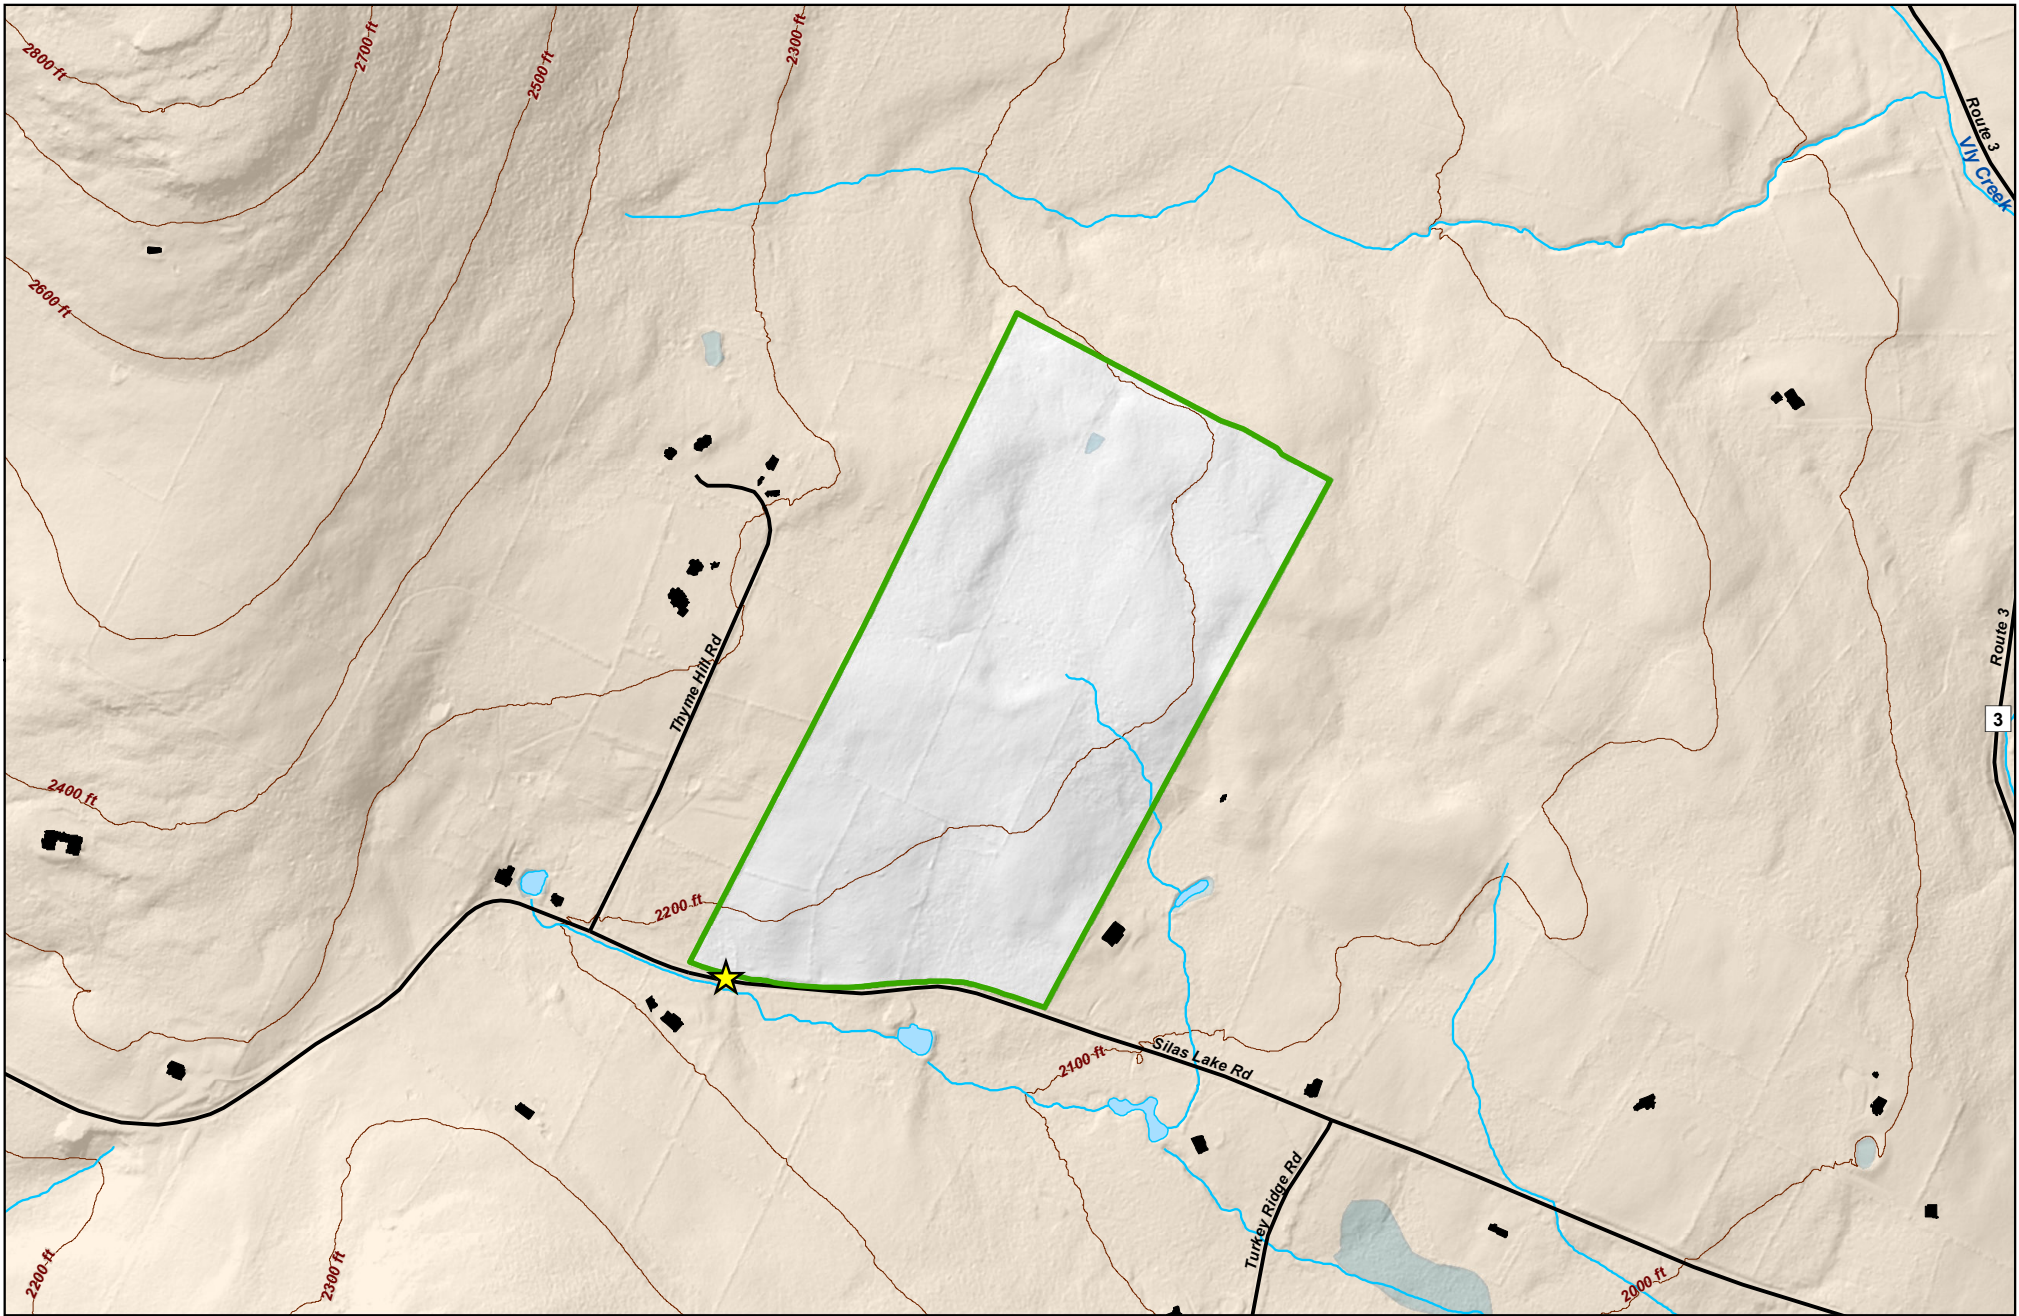 2800 ft
2700 ft
2500 ft
2300 ft
Route 3
Vly Creek
2600 ft
Route 3
Thyme Hill Rd
3
2400 ft
2200 ft
Silas Lake Rd
2100 ft
Turkey Ridge Rd
2200 ft
2300 ft
2000 ft